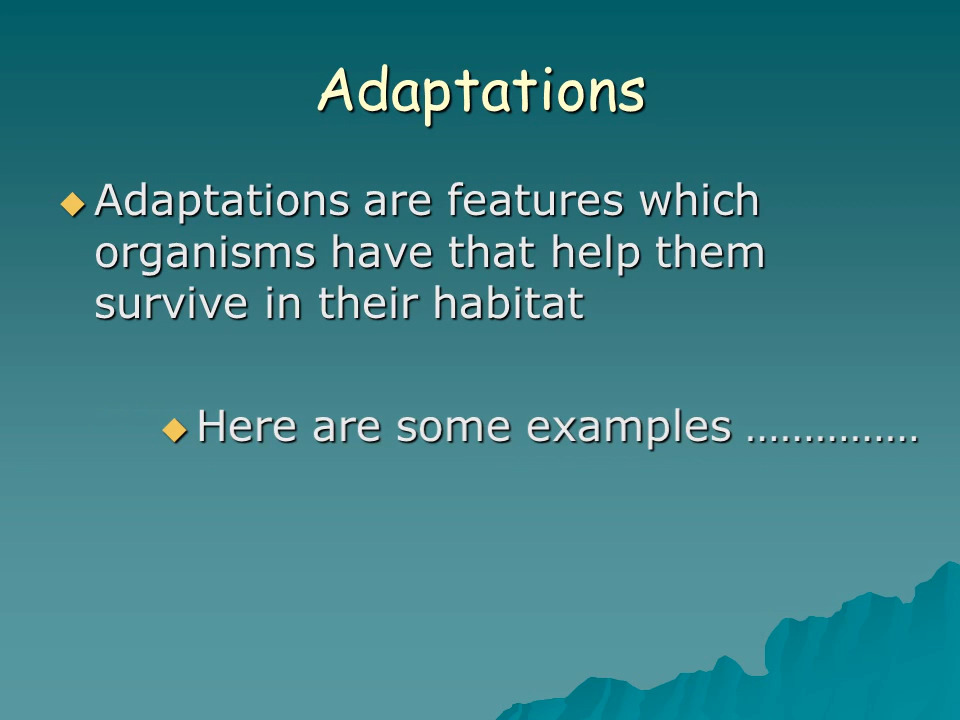 Adaptations
◆ Adaptations are features which
organisms have that help them
survive in their habitat
◆ Here are some examples ……………